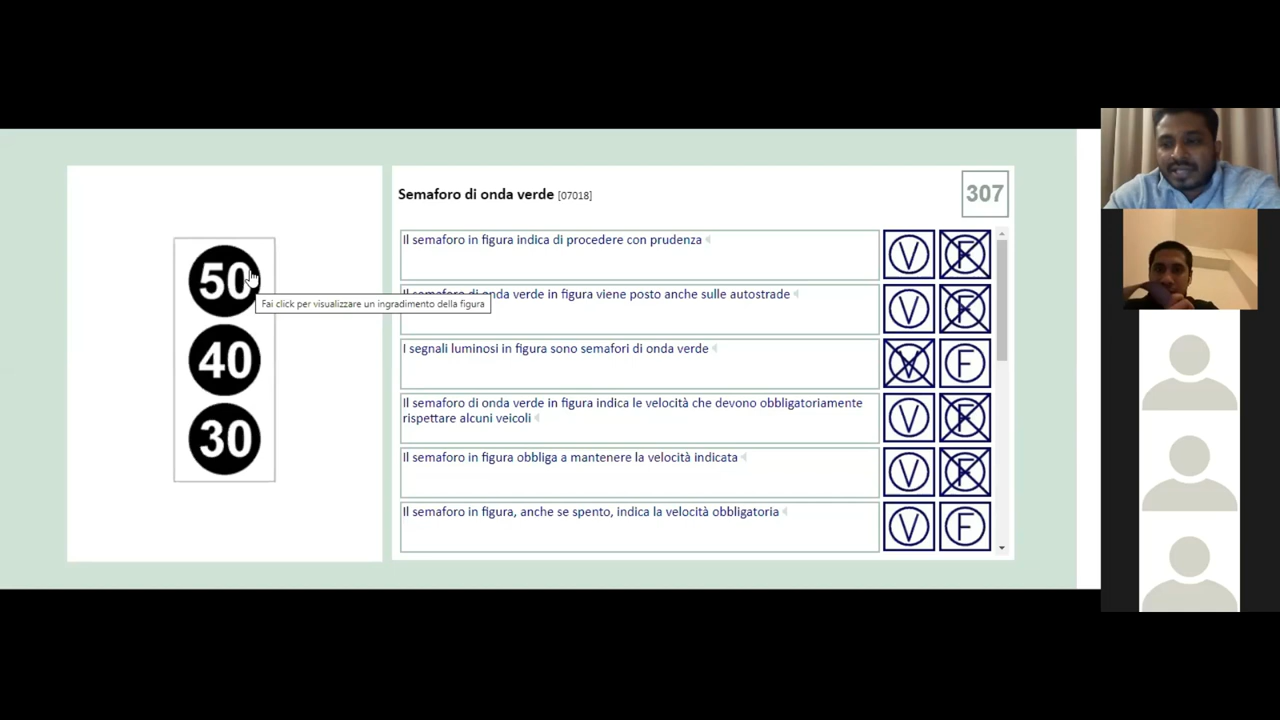 Semaforo di onda verde [07018]
307
50
40
30
Fai click per visualizzare un ingradimento della figura
Il semaforo in figura indica di procedere con prudenza
V F
onda verde in figura viene posto anche sulle autostrade
V F
I segnali luminosi in figura sono semafori di onda verde
V F
Il semaforo di onda verde in figura indica le velocità che devono obbligatoriamente
rispettare alcuni veicoli
V F
Il semaforo in figura obbliga a mantenere la velocità indicata
V F
Il semaforo in figura, anche se spento, indica la velocità obbligatoria
V F